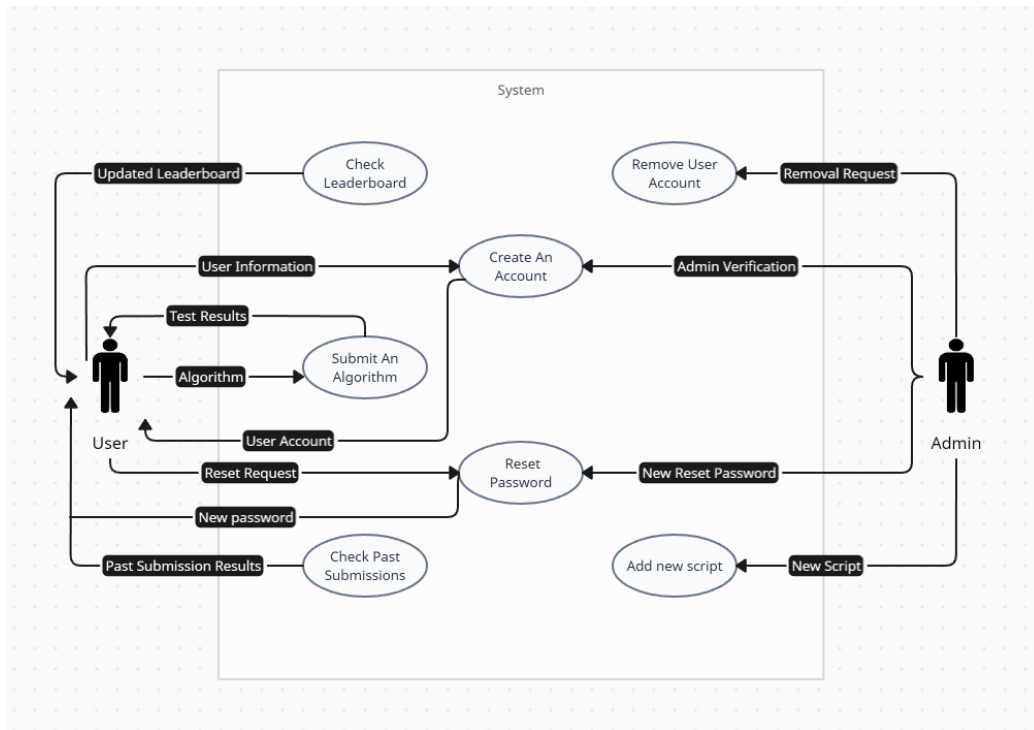 System
Check
Leaderboard
Remove User
Account
Updated Leaderboard
Removal Request
Create An
Account
User Information
Admin Verification
Test Results
Submit An
Algorithm
Algorithm
User Account
User
Admin
Reset
Password
Reset Request
New Reset Password
New password
Check Past
Submissions
Past Submission Results
Add new script
New Script